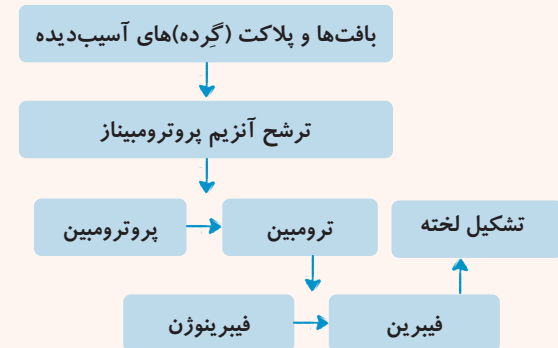 بافت‌ها و پلاکت (گِرده)های آسیب‌دیده
ترشح آنزیم پروترومبیناز
پروترومبین
ترومبین
تشکیل لخته
فیبرینوژن
فیبرین